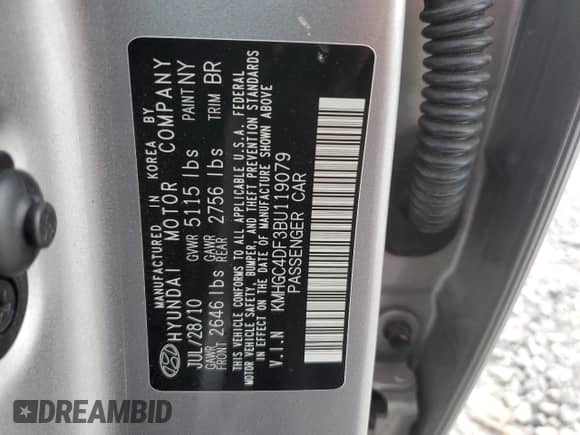 MANUFACTURED IN KOREA BY
HYUNDAI MOTOR COMPANY
JUL/28/10 GVWR 5115 lbs PAINT NY
GAWR FRONT 2646 lbs GAWR REAR 2756 lbs TRIM BR
THIS VEHICLE CONFORMS TO ALL APPLICABLE U.S.A. FEDERAL
MOTOR VEHICLE SAFETY, BUMPER, AND THEFT PREVENTION STANDARDS
IN EFFECT ON THE DATE OF MANUFACTURE SHOWN ABOVE
V.I.N KMHGC4DF3BU119079
PASSENGER CAR
DREAMBID